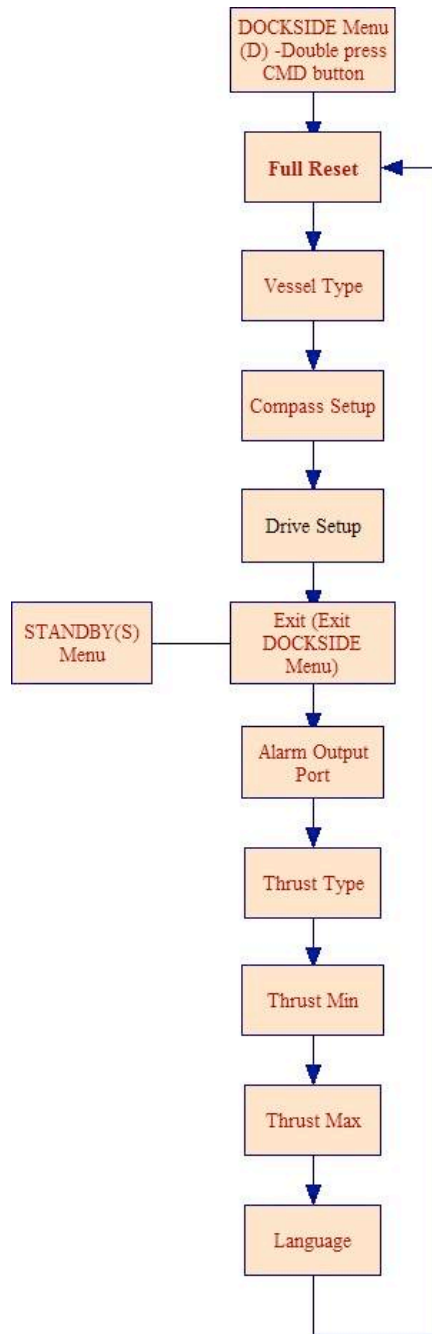 DOCKSIDE Menu
(D) -Double press
CMD button
Full Reset
Vessel Type
Compass Setup
Drive Setup
STANDBY(S)
Menu
Exit (Exit
DOCKSIDE
Menu)
Alarm Output
Port
Thrust Type
Thrust Min
Thrust Max
Language